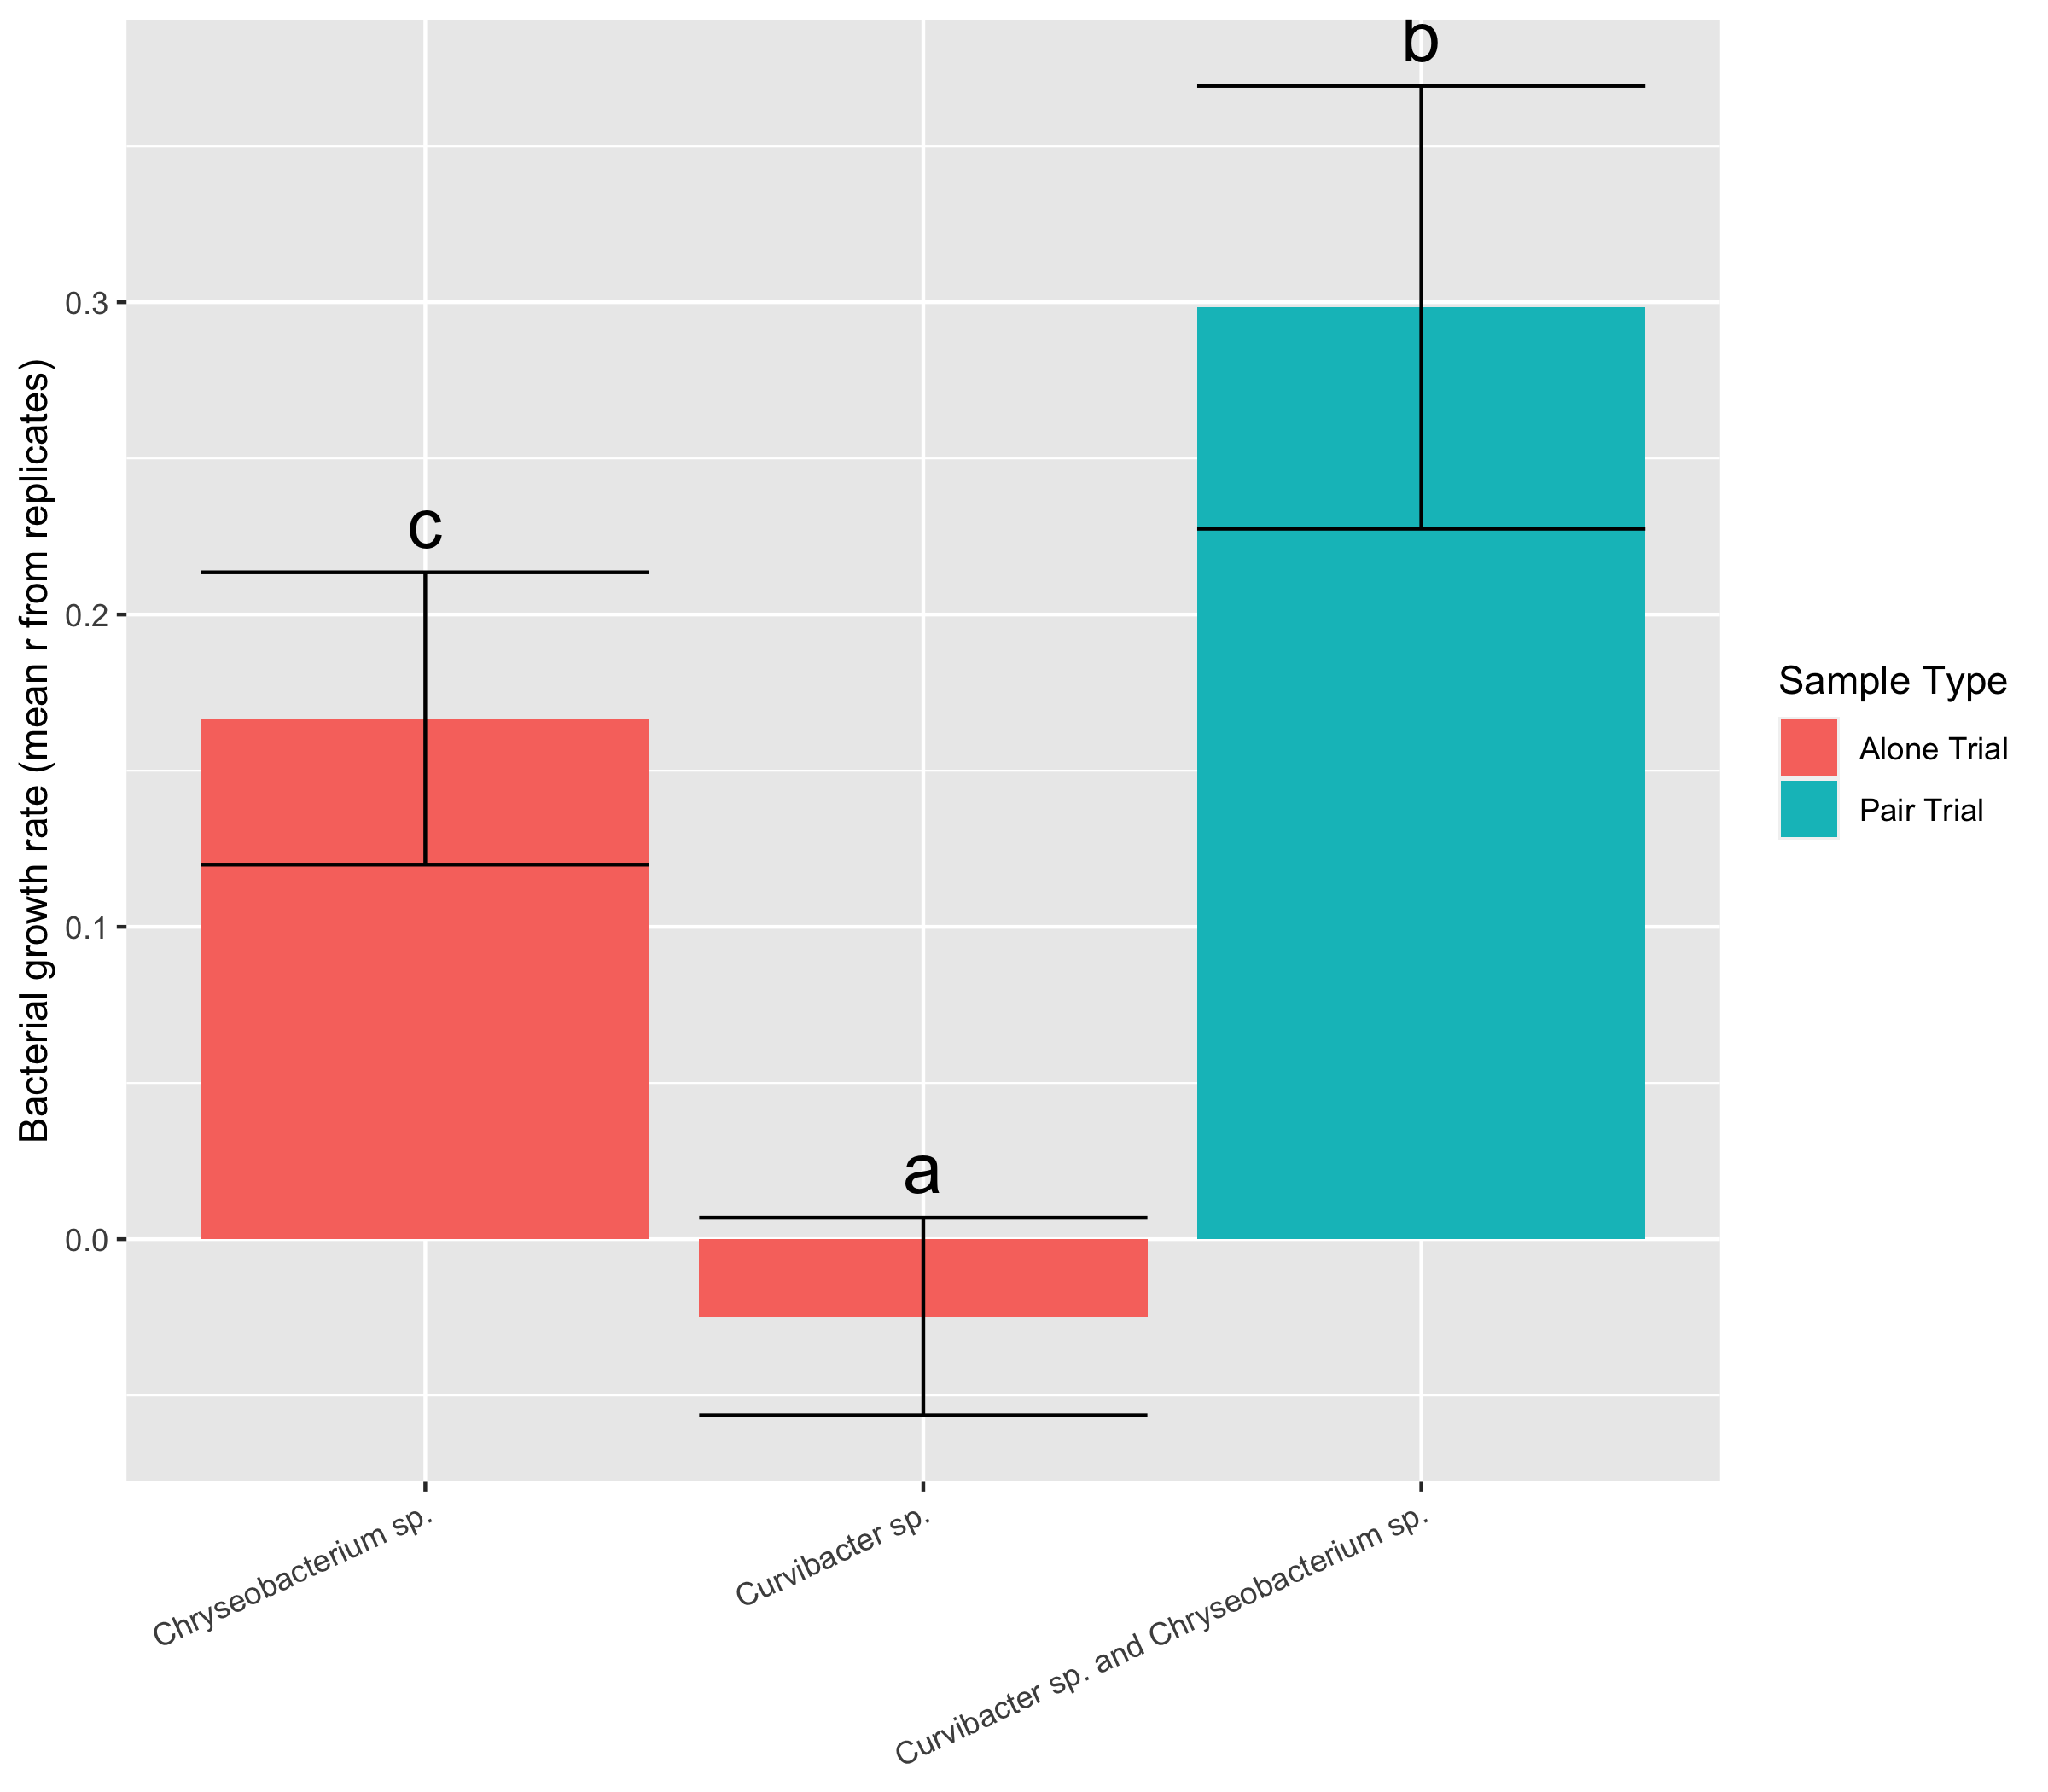 Bacterial growth rate (mean r from replicates)
0.3
0.2
0.1
0.0
c
a
b
Chryseobacterium sp.
Curvibacter sp.
Curvibacter sp. and Chryseobacterium sp.
Sample Type
Alone Trial
Pair Trial